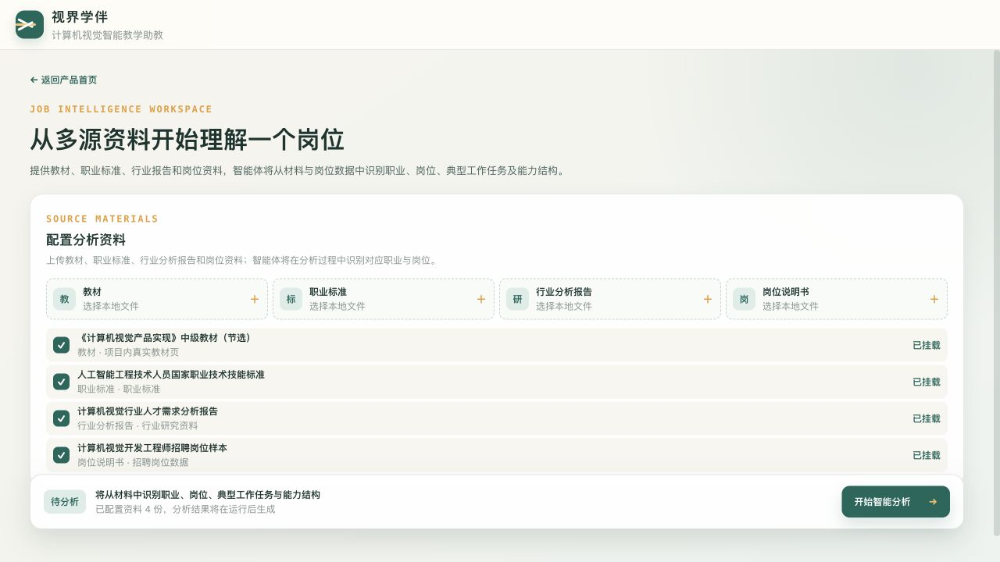 视界学伴
计算机视觉智能教学助教
← 返回产品首页
JOB INTELLIGENCE WORKSPACE
从多源资料开始理解一个岗位
提供教材、职业标准、行业报告和岗位资料，智能体将从材料与岗位数据中识别职业、岗位、典型工作任务及能力结构。
SOURCE MATERIALS
配置分析资料
上传教材、职业标准、行业分析报告和岗位资料；智能体将在分析过程中识别对应职业与岗位。
教 教材 +
选择本地文件
标 职业标准 +
选择本地文件
研 行业分析报告 +
选择本地文件
岗 岗位说明书 +
选择本地文件
《计算机视觉产品实现》中级教材（节选）
教材 · 项目内真实教材页
已挂载
人工智能工程技术人员国家职业技术技能标准
职业标准 · 职业标准
已挂载
计算机视觉行业人才需求分析报告
行业分析报告 · 行业研究资料
已挂载
计算机视觉开发工程师招聘岗位样本
岗位说明书 · 招聘岗位数据
已挂载
待分析
将从材料中识别职业、岗位、典型工作任务与能力结构
已配置资料 4 份，分析结果将在运行后生成
开始智能分析 →